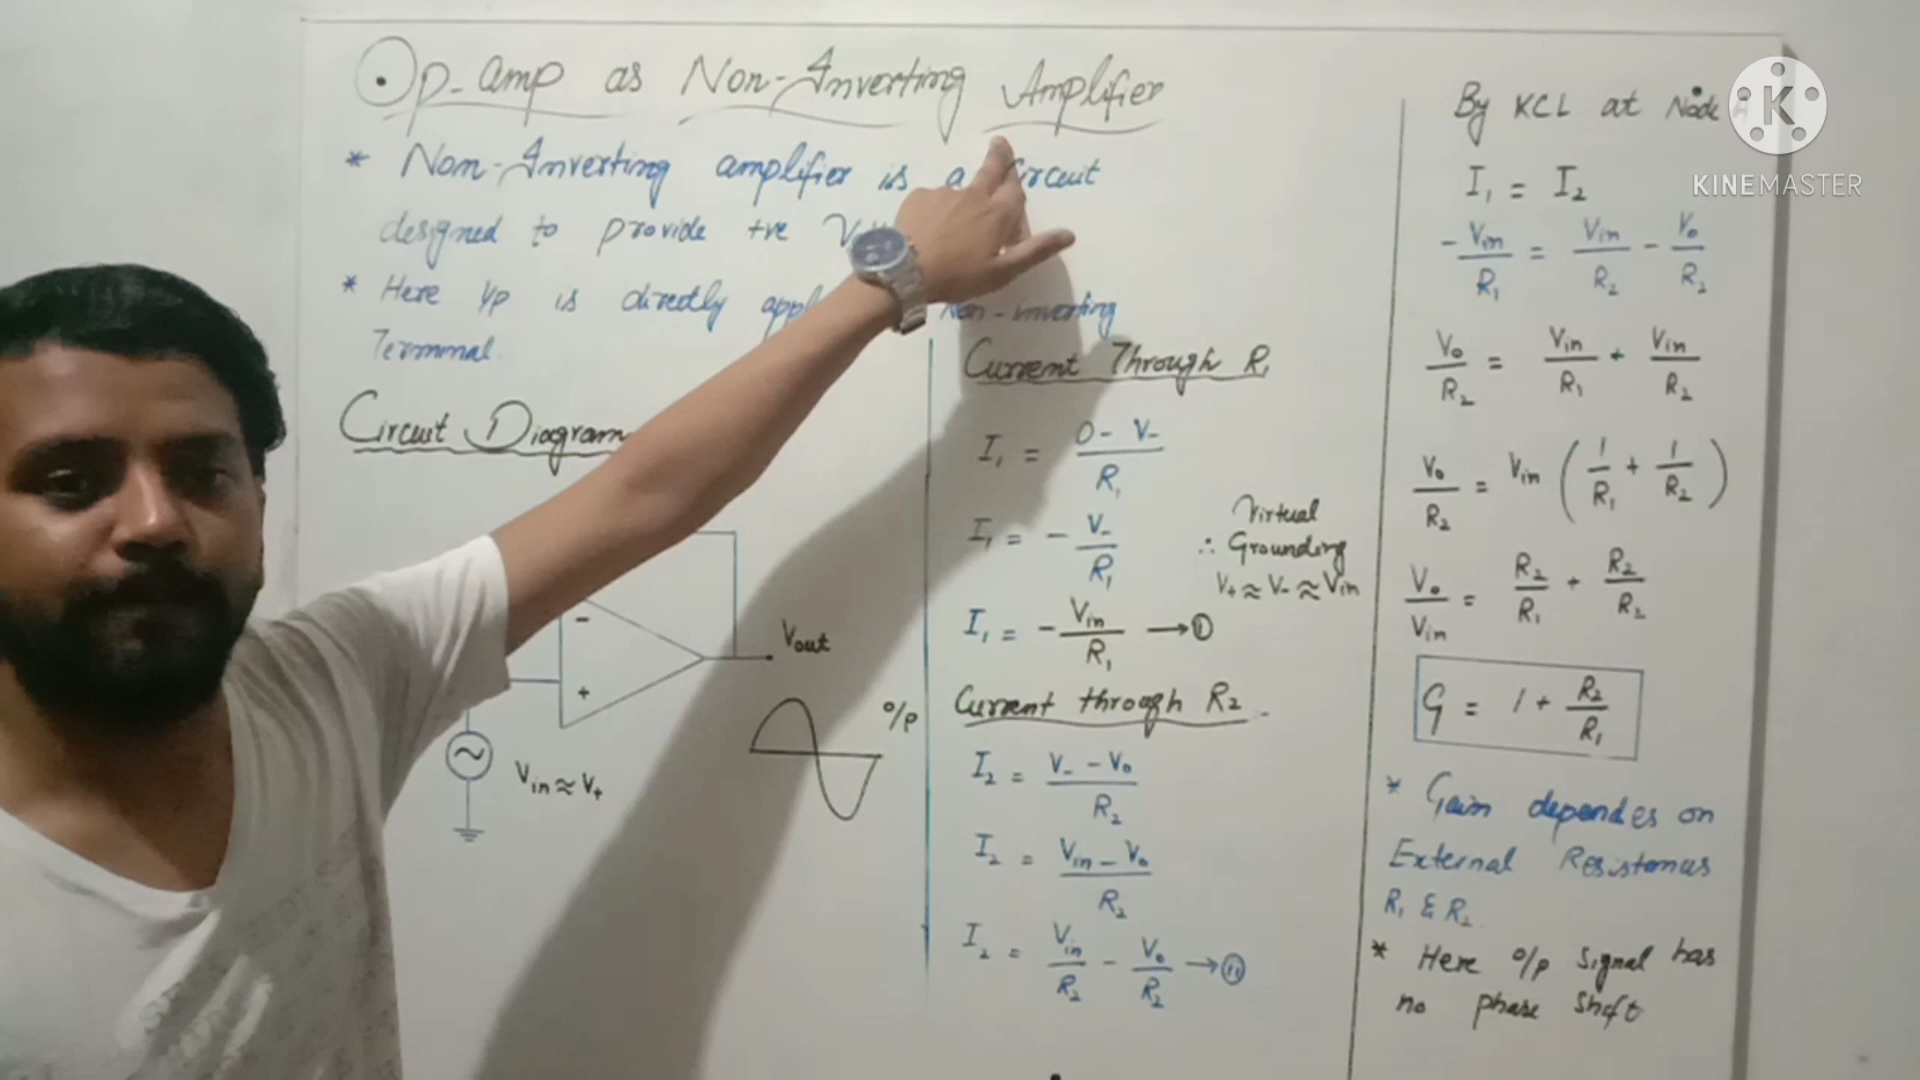 Op-amp as Non-Inverting Amplifier
* Non-Inverting amplifier is a Circuit
designed to provide +ve
* Here I/p is directly Non-inverting
Terminal.
Circuit Diagram
-
+
Vout
Vin ≈ V+
O/p
Current Through R1
I1 = 0 - V- / R1
I1 = - V- / R1
Virtual
∴ Grounding
V+ ≈ V- ≈ Vin
I1 = - Vin / R1 → (i)
Current through R2
I2 = V- - Vo / R2
I2 = Vin - Vo / R2
I2 = Vin / R2 - Vo / R2 → (ii)
By KCL at Node
I1 = I2
- Vin / R1 = Vin / R2 - Vo / R2
Vo / R2 = Vin / R1 + Vin / R2
Vo / R2 = Vin ( 1 / R1 + 1 / R2 )
Vo / Vin = R2 / R1 + R2 / R2
G = 1 + R2 / R1
* Gain dependes on
External
R1 & R2
* Here O/p Signal has
no phase shift
K
KINEMASTER